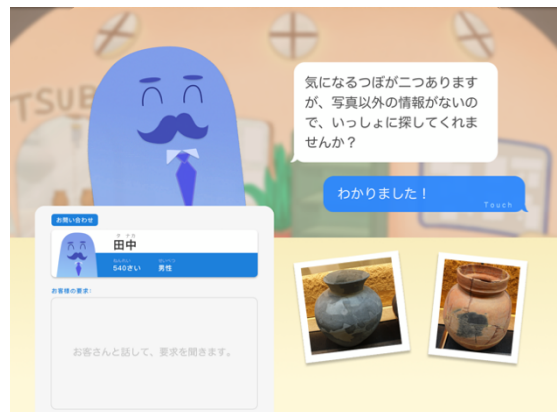 TSUB
気になるつぼが二つあります
が、写真以外の情報がないの
で、いっしょに探してくれま
せんか？
わかりました！
Touch
お問い合わせ
タナカ
田中
ねんれい
せいべつ
540さい
男性
お客様の要求:
お客さんと話して、要求を聞きます。